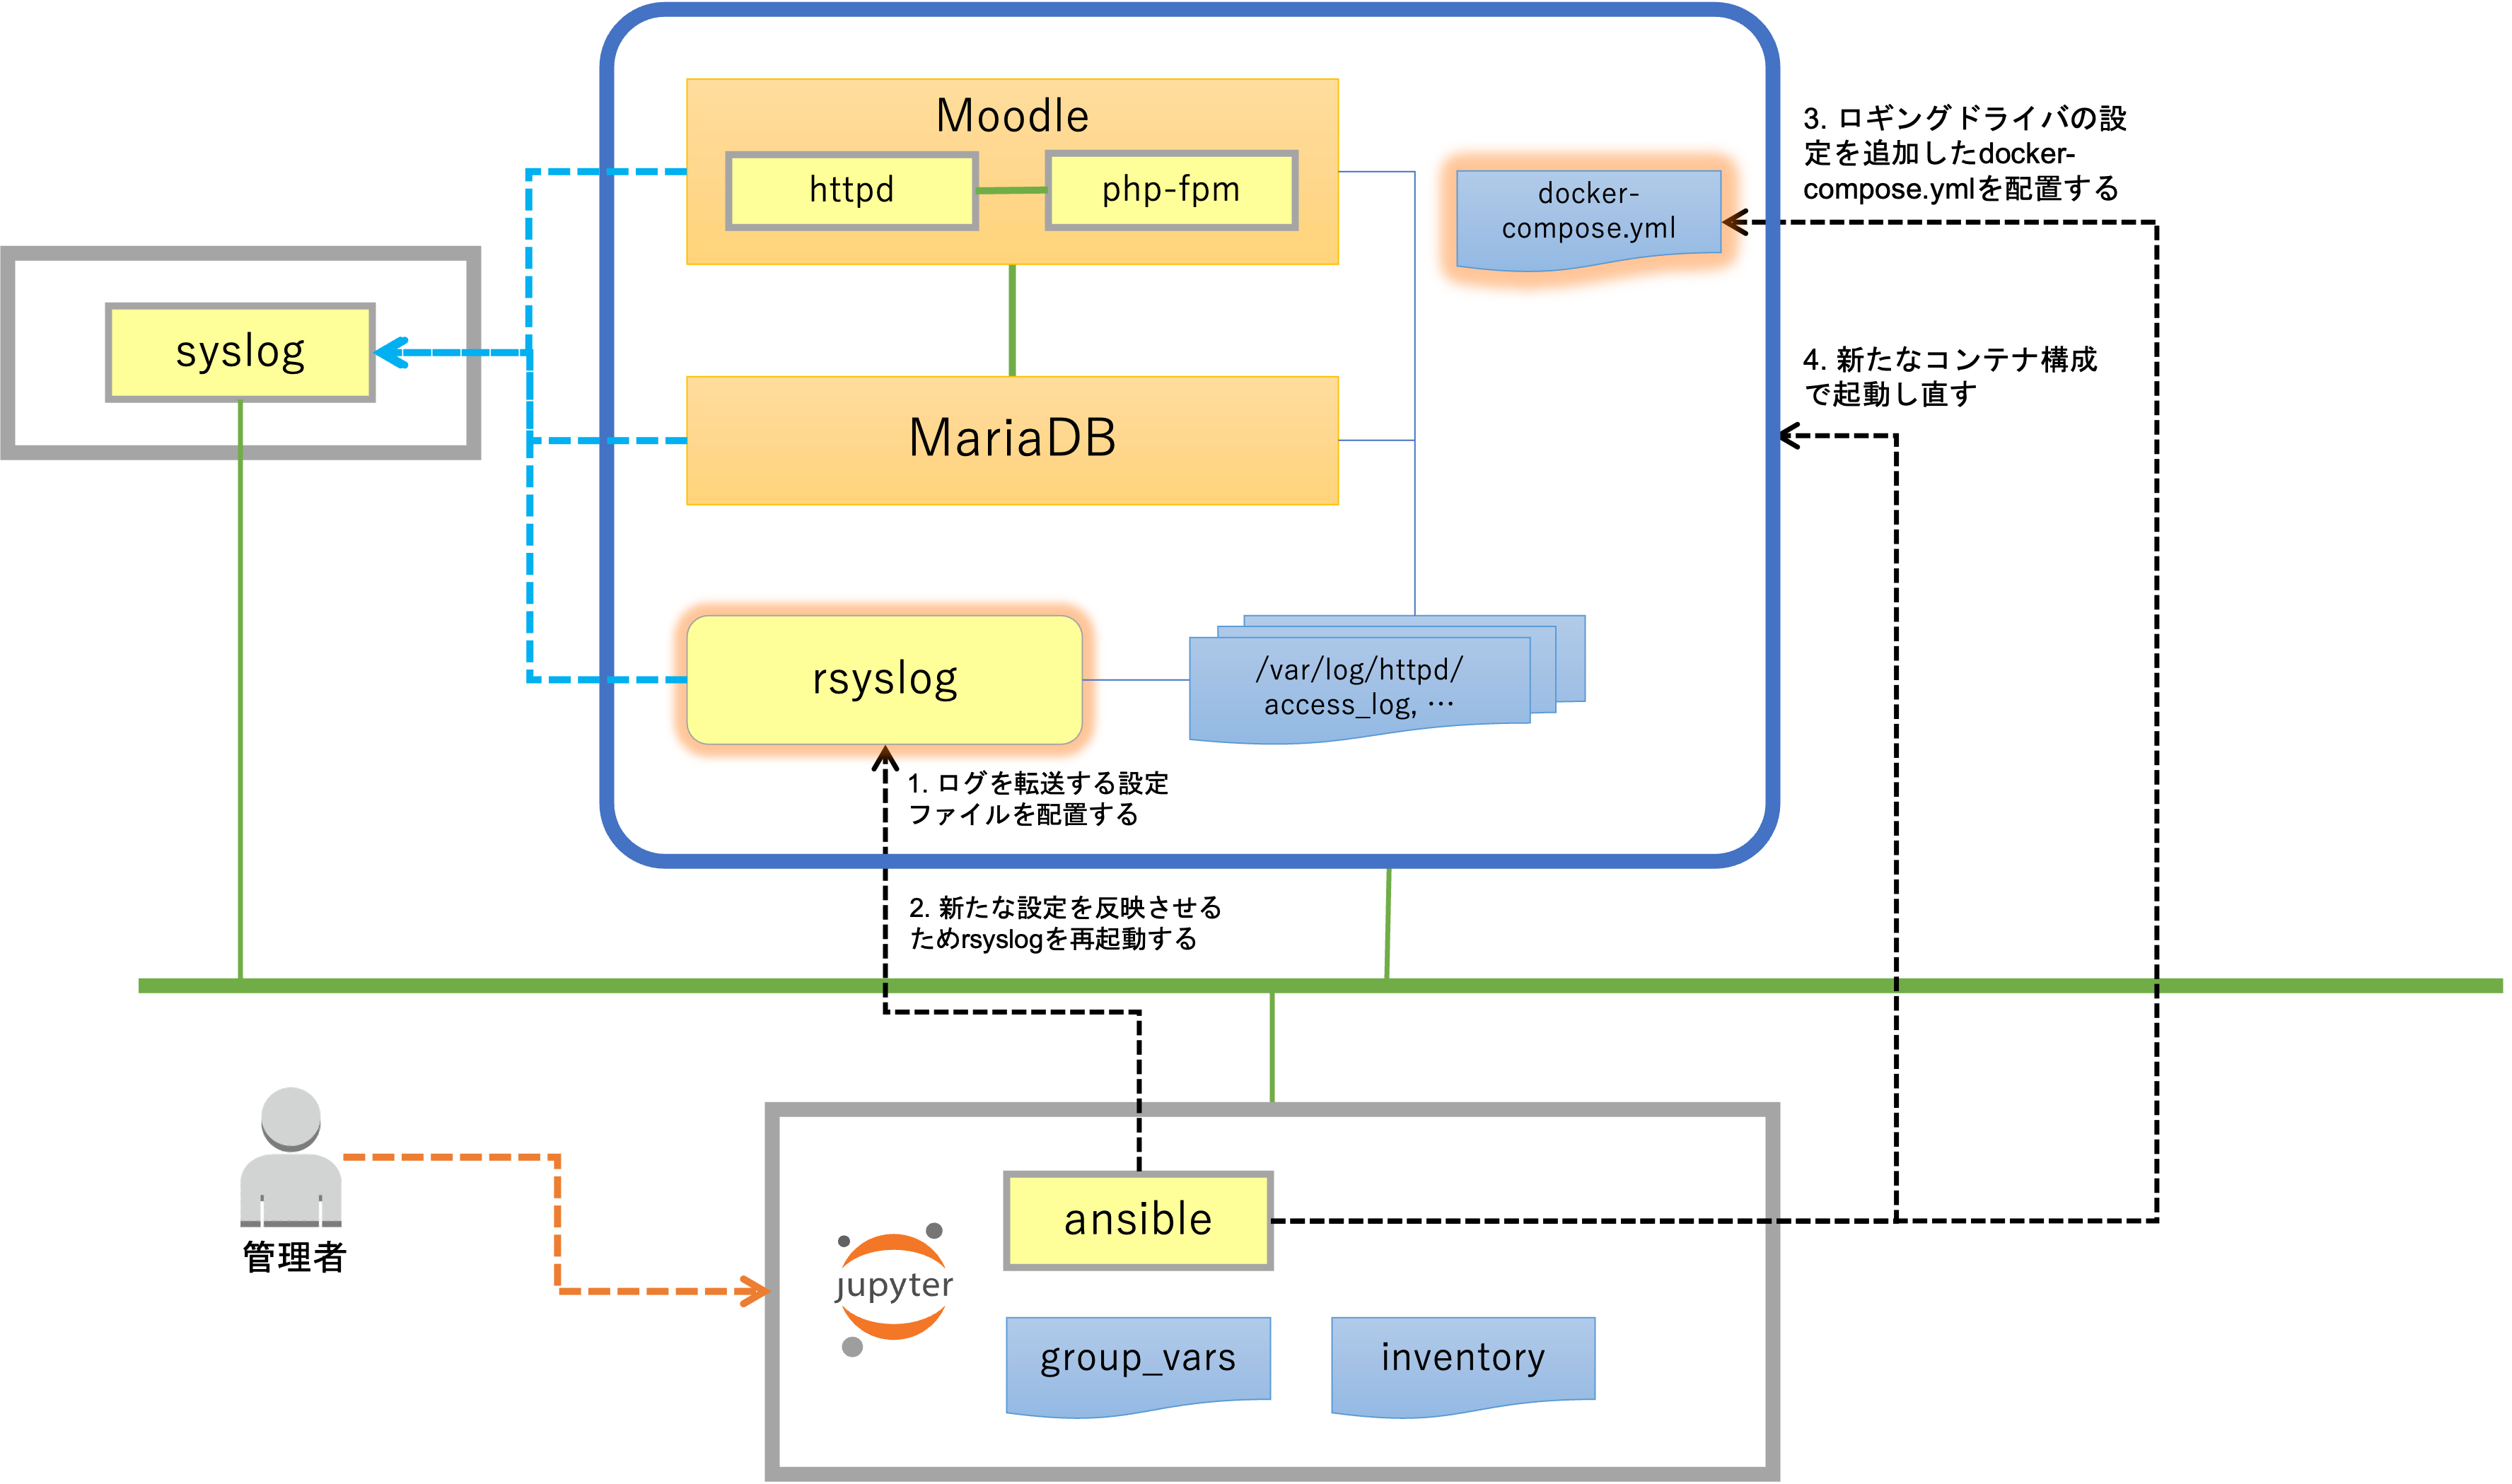 Moodle
httpd
php-fpm
docker-
compose.yml
3. ロギングドライバの設
定を追加したdocker-
compose.ymlを配置する
syslog
4. 新たなコンテナ構成
で起動し直す
MariaDB
rsyslog
/var/log/httpd/
access_log, …
1. ログを転送する設定
ファイルを配置する
2. 新たな設定を反映させる
ためrsyslogを再起動する
管理者
ansible
jupyter
group_vars
inventory